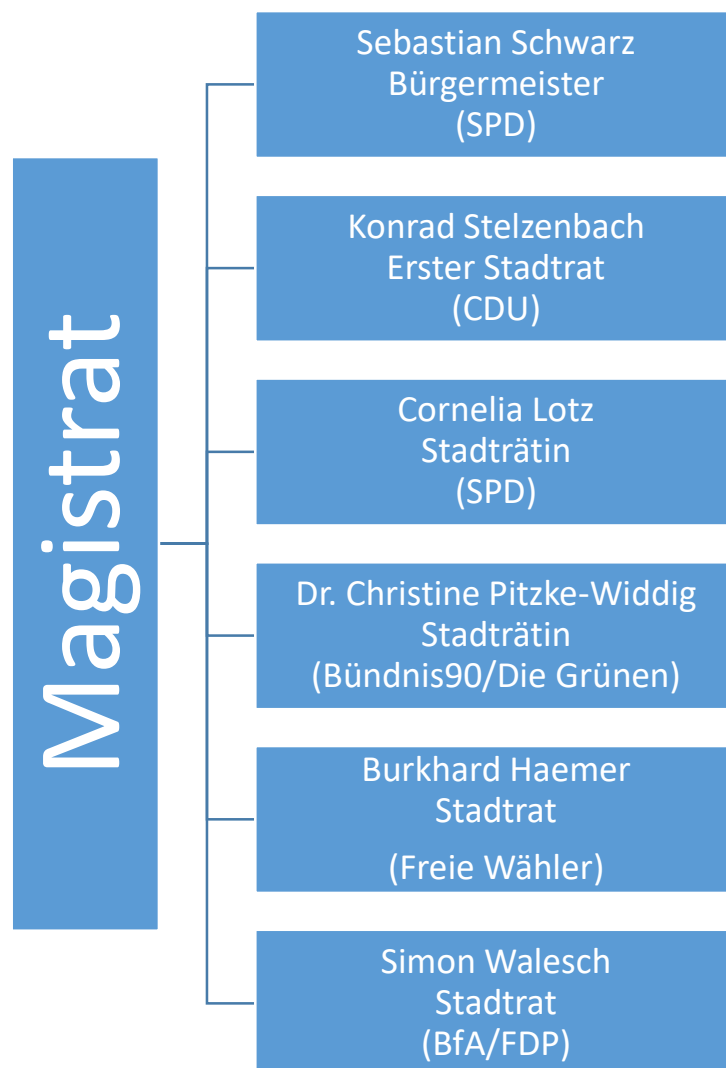 Magistrat
Sebastian Schwarz
Bürgermeister
(SPD)
Konrad Stelzenbach
Erster Stadtrat
(CDU)
Cornelia Lotz
Stadträtin
(SPD)
Dr. Christine Pitzke-Widdig
Stadträtin
(Bündnis90/Die Grünen)
Burkhard Haemer
Stadtrat
(Freie Wähler)
Simon Walesch
Stadtrat
(BfA/FDP)